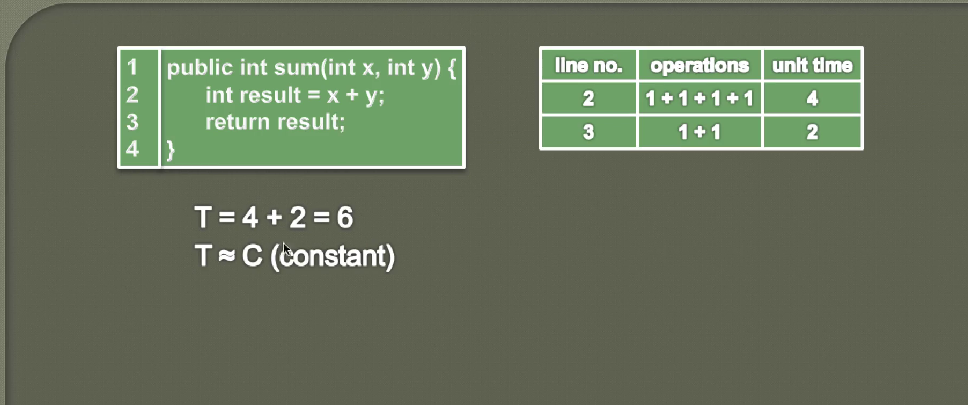 1 public int sum(int x, int y) {
2 int result = x + y;
3 return result;
4 }
line no. operations unit time
2 1 + 1 + 1 + 1 4
3 1 + 1 2
T = 4 + 2 = 6
T ≈ C (constant)